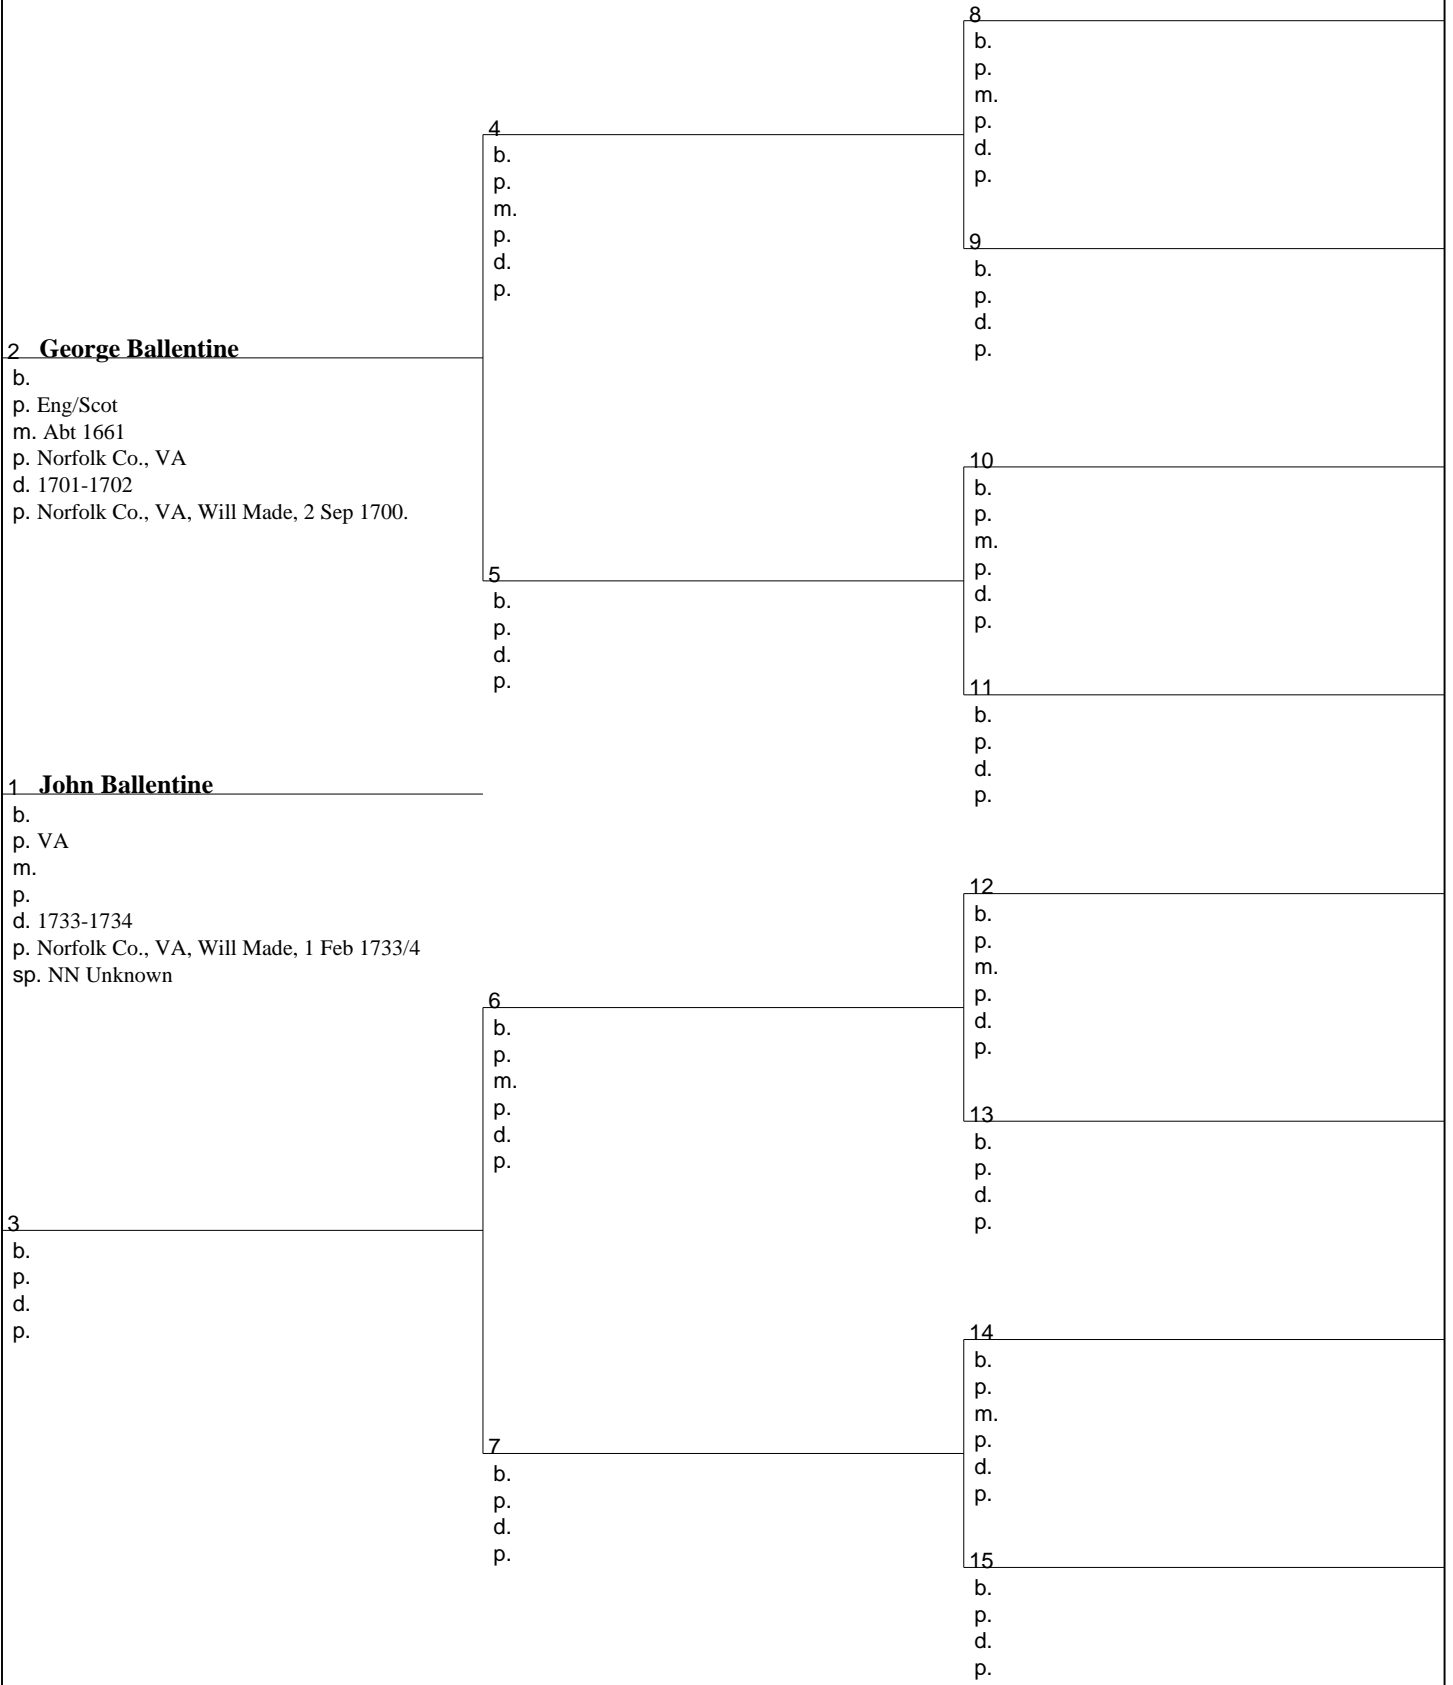 2 George Ballentine
b.
p. Eng/Scot
m. Abt 1661
p. Norfolk Co., VA
d. 1701-1702
p. Norfolk Co., VA, Will Made, 2 Sep 1700.
1 John Ballentine
b.
p. VA
m.
p.
d. 1733-1734
p. Norfolk Co., VA, Will Made, 1 Feb 1733/4
sp. NN Unknown
3
b.
p.
d.
p.
4
b.
p.
m.
p.
d.
p.
5
b.
p.
d.
p.
6
b.
p.
m.
p.
d.
p.
7
b.
p.
d.
p.
8
b.
p.
m.
p.
d.
p.
9
b.
p.
d.
p.
10
b.
p.
m.
p.
d.
p.
11
b.
p.
d.
p.
12
b.
p.
m.
p.
d.
p.
13
b.
p.
d.
p.
14
b.
p.
m.
p.
d.
p.
15
b.
p.
d.
p.